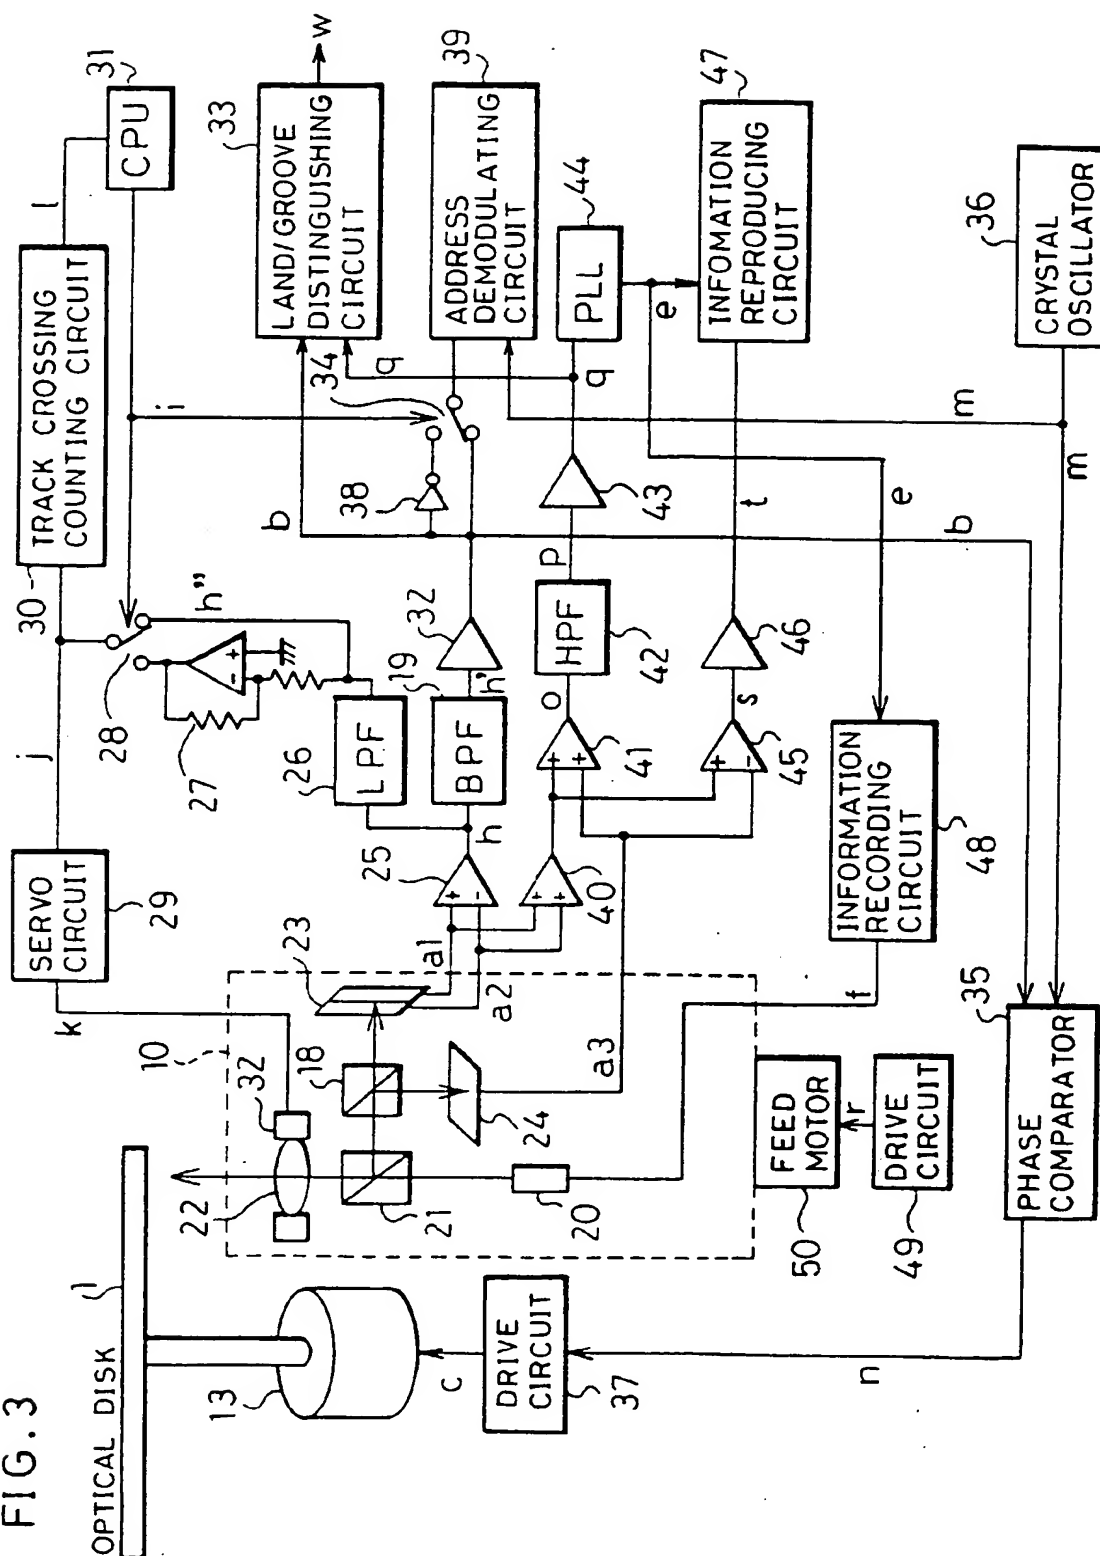 FIG. 3
OPTICAL DISK
1
13
c
DRIVE
CIRCUIT
37
n
10
k
22
32
21
20
18
23
24
a1
a2
a3
f
FEED
MOTOR
50
r
DRIVE
CIRCUIT
49
PHASE
COMPARATOR
35
SERVO
CIRCUIT
29
j
28
27
h"
LPF
26
25
h
BPF
19
h'
32
40
41
o
HPF
42
p
43
45
s
46
t
INFORMATION
RECORDING
CIRCUIT
48
e
b
m
TRACK CROSSING
COUNTING CIRCUIT
30
l
CPU
31
i
b
38
34
LAND/GROOVE
DISTINGUISHING
CIRCUIT
33
w
ADDRESS
DEMODULATING
CIRCUIT
39
q
q
PLL
44
e
INFOMATION
REPRODUCING
CIRCUIT
47
m
CRYSTAL
OSCILLATOR
36